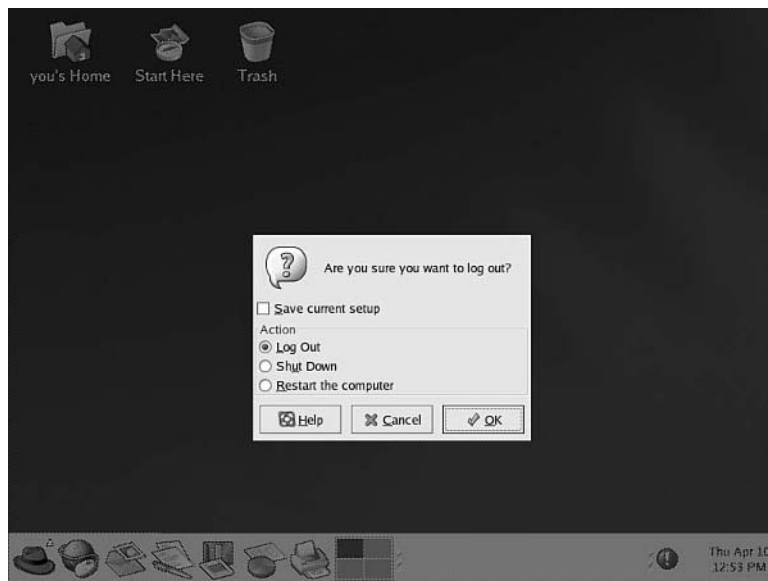 you's Home
Start Here
Trash
Are you sure you want to log out?
Save current setup
Action
Log Out
Shut Down
Restart the computer
Help
Cancel
OK
Thu Apr 10
12:53 PM